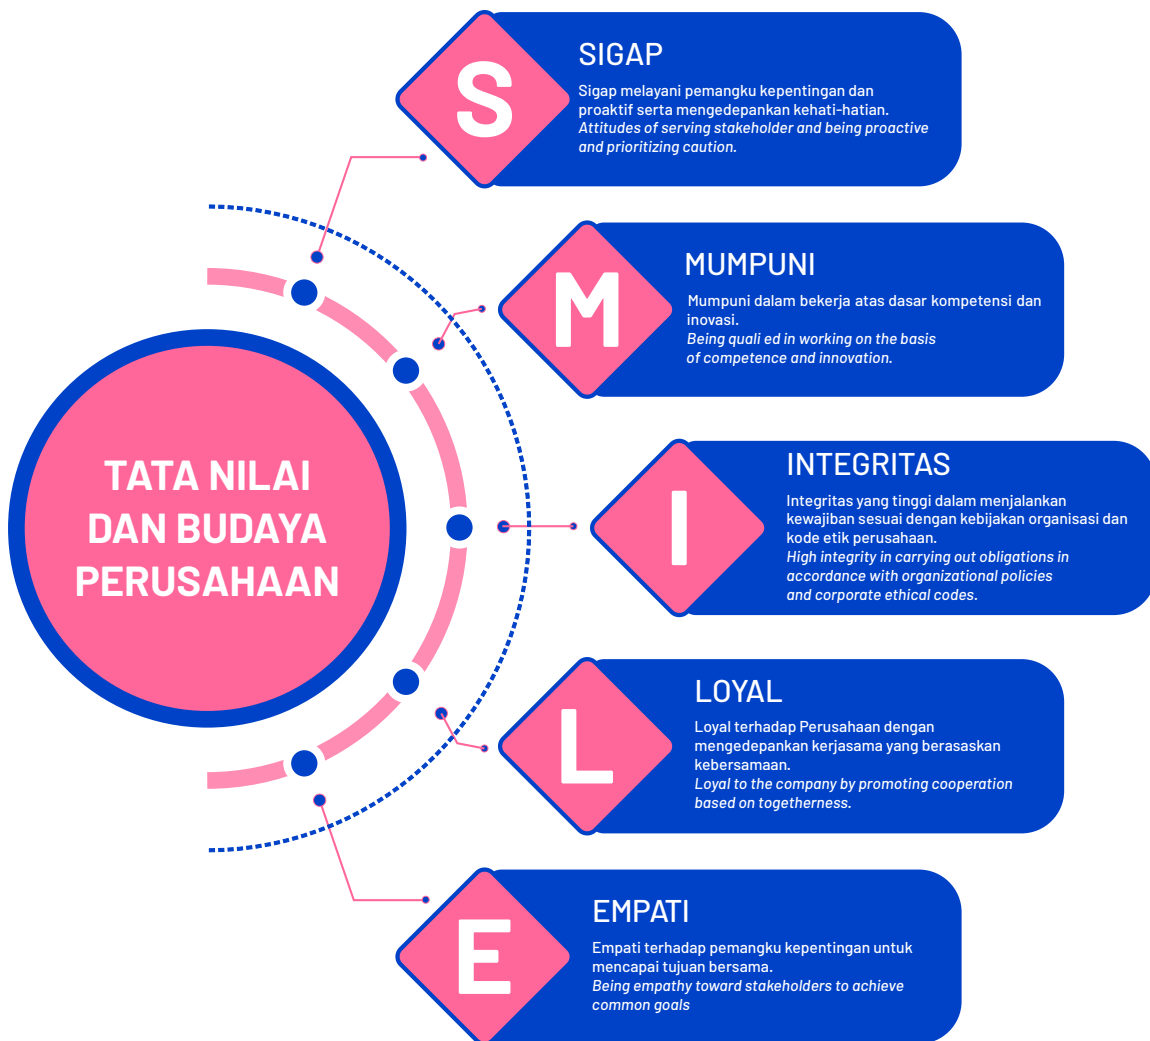 TATA NILAI
DAN BUDAYA
PERUSAHAAN
S
SIGAP
Sigap melayani pemangku kepentingan dan
proaktif serta mengedepankan kehati-hatian.
Attitudes of serving stakeholder and being proactive
and prioritizing caution.
M
MUMPUNI
Mumpuni dalam bekerja atas dasar kompetensi dan
inovasi.
Being quali ed in working on the basis
of competence and innovation.
I
INTEGRITAS
Integritas yang tinggi dalam menjalankan
kewajiban sesuai dengan kebijakan organisasi dan
kode etik perusahaan.
High integrity in carrying out obligations in
accordance with organizational policies
and corporate ethical codes.
L
LOYAL
Loyal terhadap Perusahaan dengan
mengedepankan kerjasama yang berasaskan
kebersamaan.
Loyal to the company by promoting cooperation
based on togetherness.
E
EMPATI
Empati terhadap pemangku kepentingan untuk
mencapai tujuan bersama.
Being empathy toward stakeholders to achieve
common goals